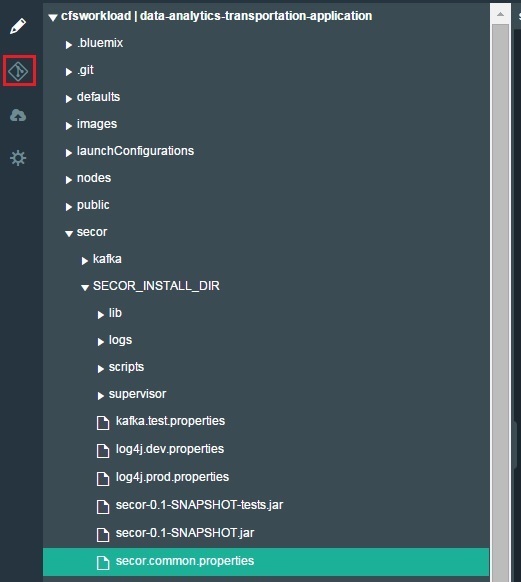 cfsworkload | data-analytics-transportation-application
.bluemix
.git
defaults
images
launchConfigurations
nodes
public
secor
kafka
SECOR_INSTALL_DIR
lib
logs
scripts
supervisor
kafka.test.properties
log4j.dev.properties
log4j.prod.properties
secor-0.1-SNAPSHOT-tests.jar
secor-0.1-SNAPSHOT.jar
secor.common.properties